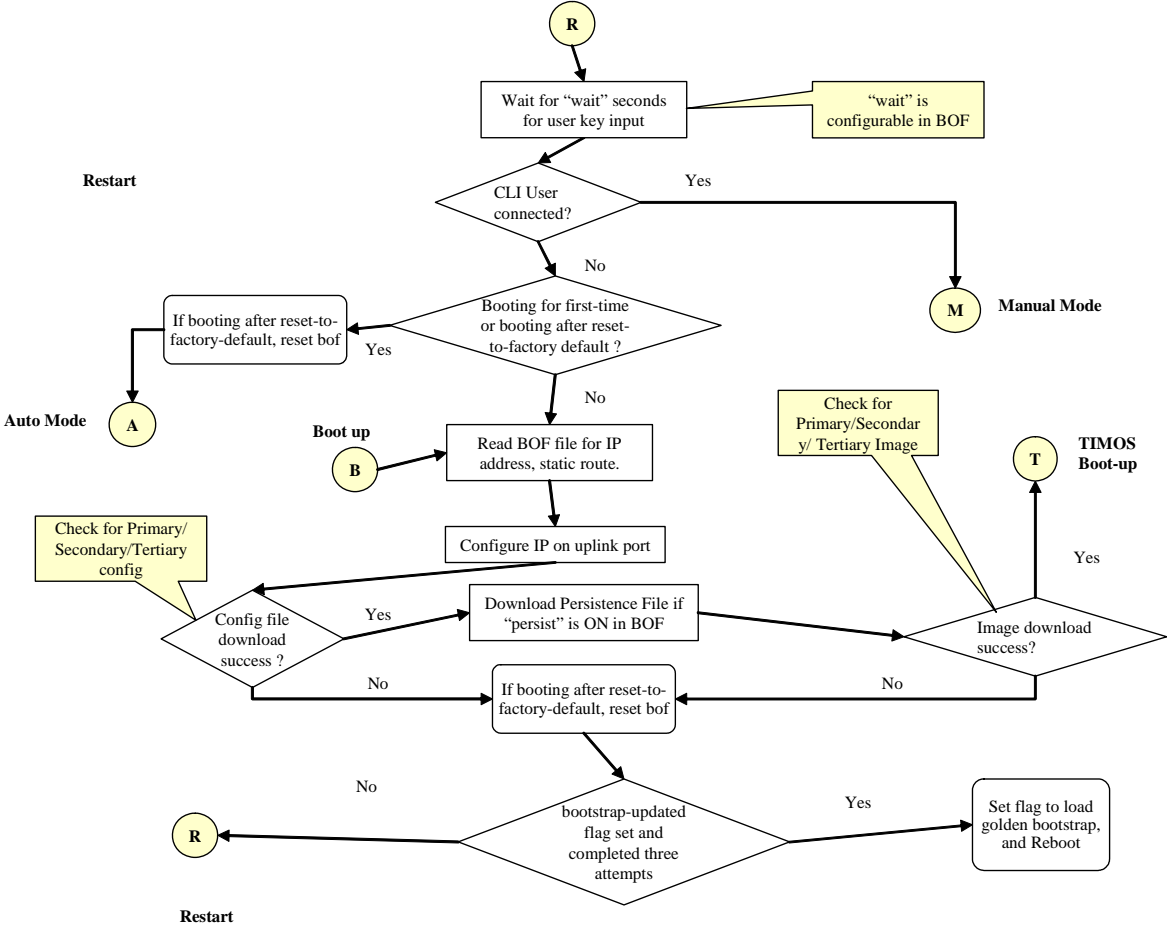 R
Wait for “wait” seconds
for user key input
“wait” is
configurable in BOF
Restart
CLI User
connected?
Yes
No
M
Manual Mode
Booting for first-time
or booting after reset-
to-factory default ?
If booting after reset-to-
factory-default, reset bof
Yes
No
Auto Mode
A
Boot up
B
Read BOF file for IP
address, static route.
Check for
Primary/Secondar
y/ Tertiary Image
T
TIMOS
Boot-up
Check for Primary/
Secondary/Tertiary
config
Configure IP on uplink port
Yes
Config file
download
success ?
Yes
Download Persistence File if
“persist” is ON in BOF
Image download
success?
No
If booting after reset-to-
factory-default, reset bof
No
No
bootstrap-updated
flag set and
completed three
attempts
Yes
Set flag to load
golden bootstrap,
and Reboot
R
Restart